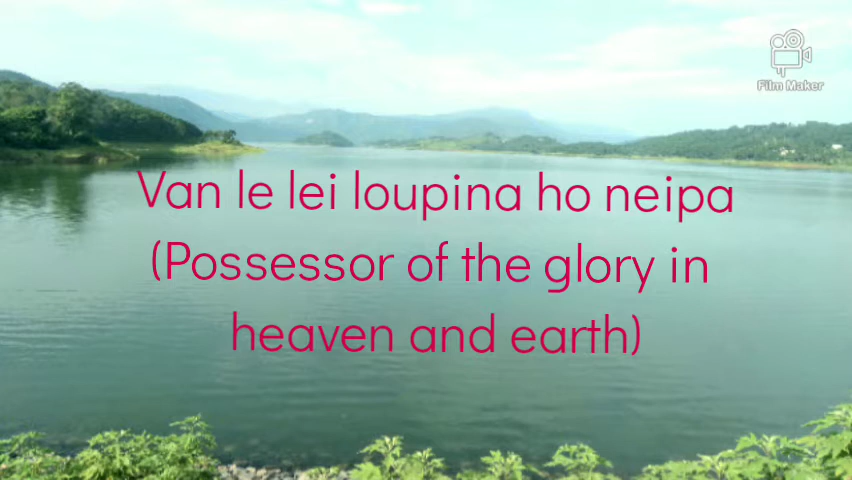 Film Maker
Van le lei loupina ho neipa
(Possessor of the glory in
heaven and earth)